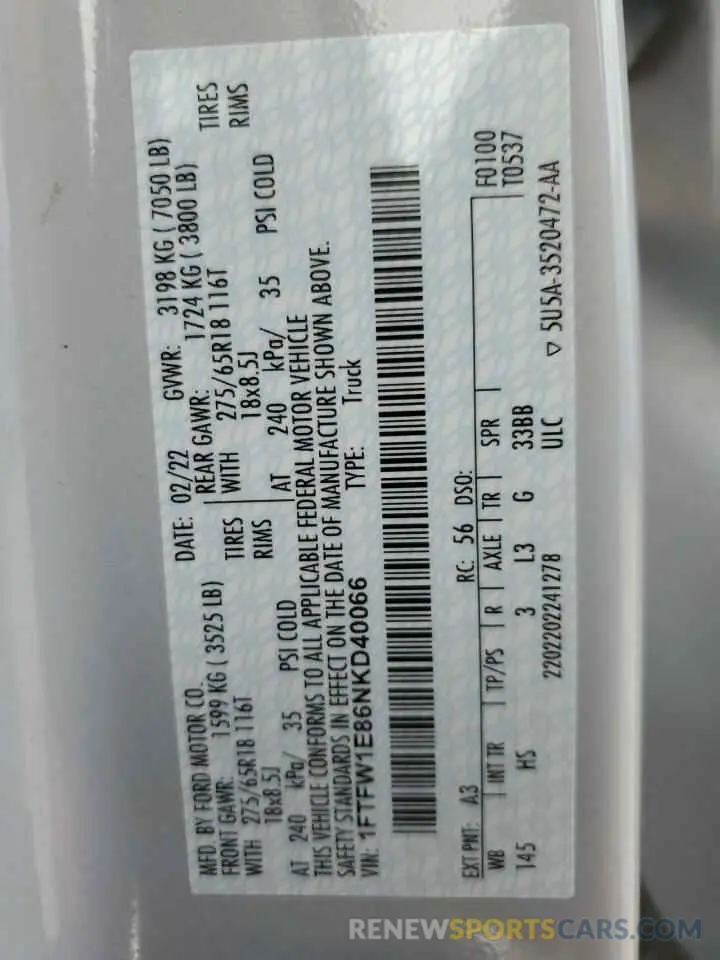 MFD. BY FORD MOTOR CO.
DATE: 02/22 GVWR: 3198 KG ( 7050 LB)
FRONT GAWR: 1599 KG ( 3525 LB)
REAR GAWR: 1724 KG ( 3800 LB)
WITH 275/65R18 116T TIRES
WITH 275/65R18 116T TIRES
18x8.5J RIMS
18x8.5J RIMS
AT 240 kPa/ 35 PSI COLD
AT 240 kPa/ 35 PSI COLD
THIS VEHICLE CONFORMS TO ALL APPLICABLE FEDERAL MOTOR VEHICLE
SAFETY STANDARDS IN EFFECT ON THE DATE OF MANUFACTURE SHOWN ABOVE.
VIN: 1FTFW1E86NKD40066 TYPE: Truck
EXT PNT: A3 RC: 56 DSO: F0100
WB | INT TR | TP/PS | R | AXLE | TR | SPR T0537
145 HS 3 L3 G 33BB
2202202241278 ULC ▽ 5U5A-3520472-AA
RENEWSPORTSCARS.COM